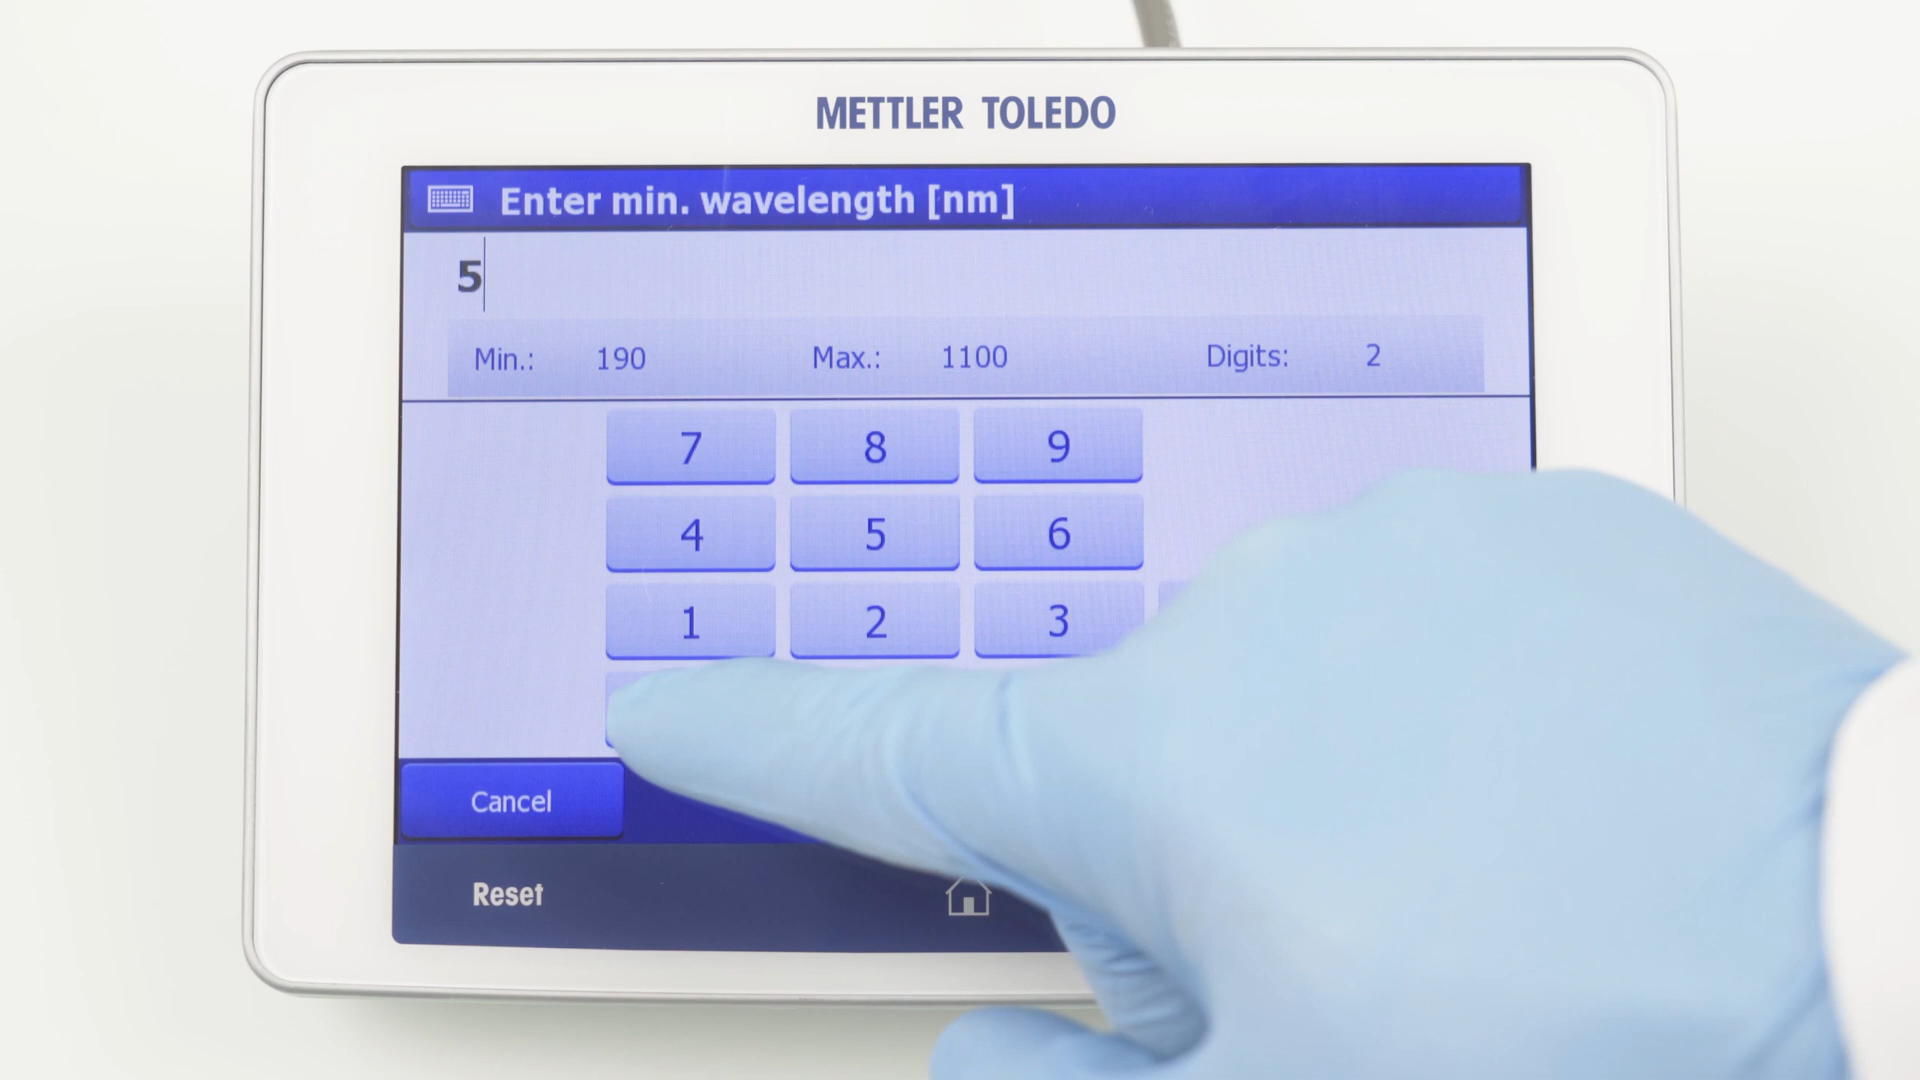 METTLER TOLEDO
Enter min. wavelength [nm]
5
Min.: 190 Max.: 1100 Digits: 2
7 8 9
4 5 6
1 2 3
Cancel
Reset